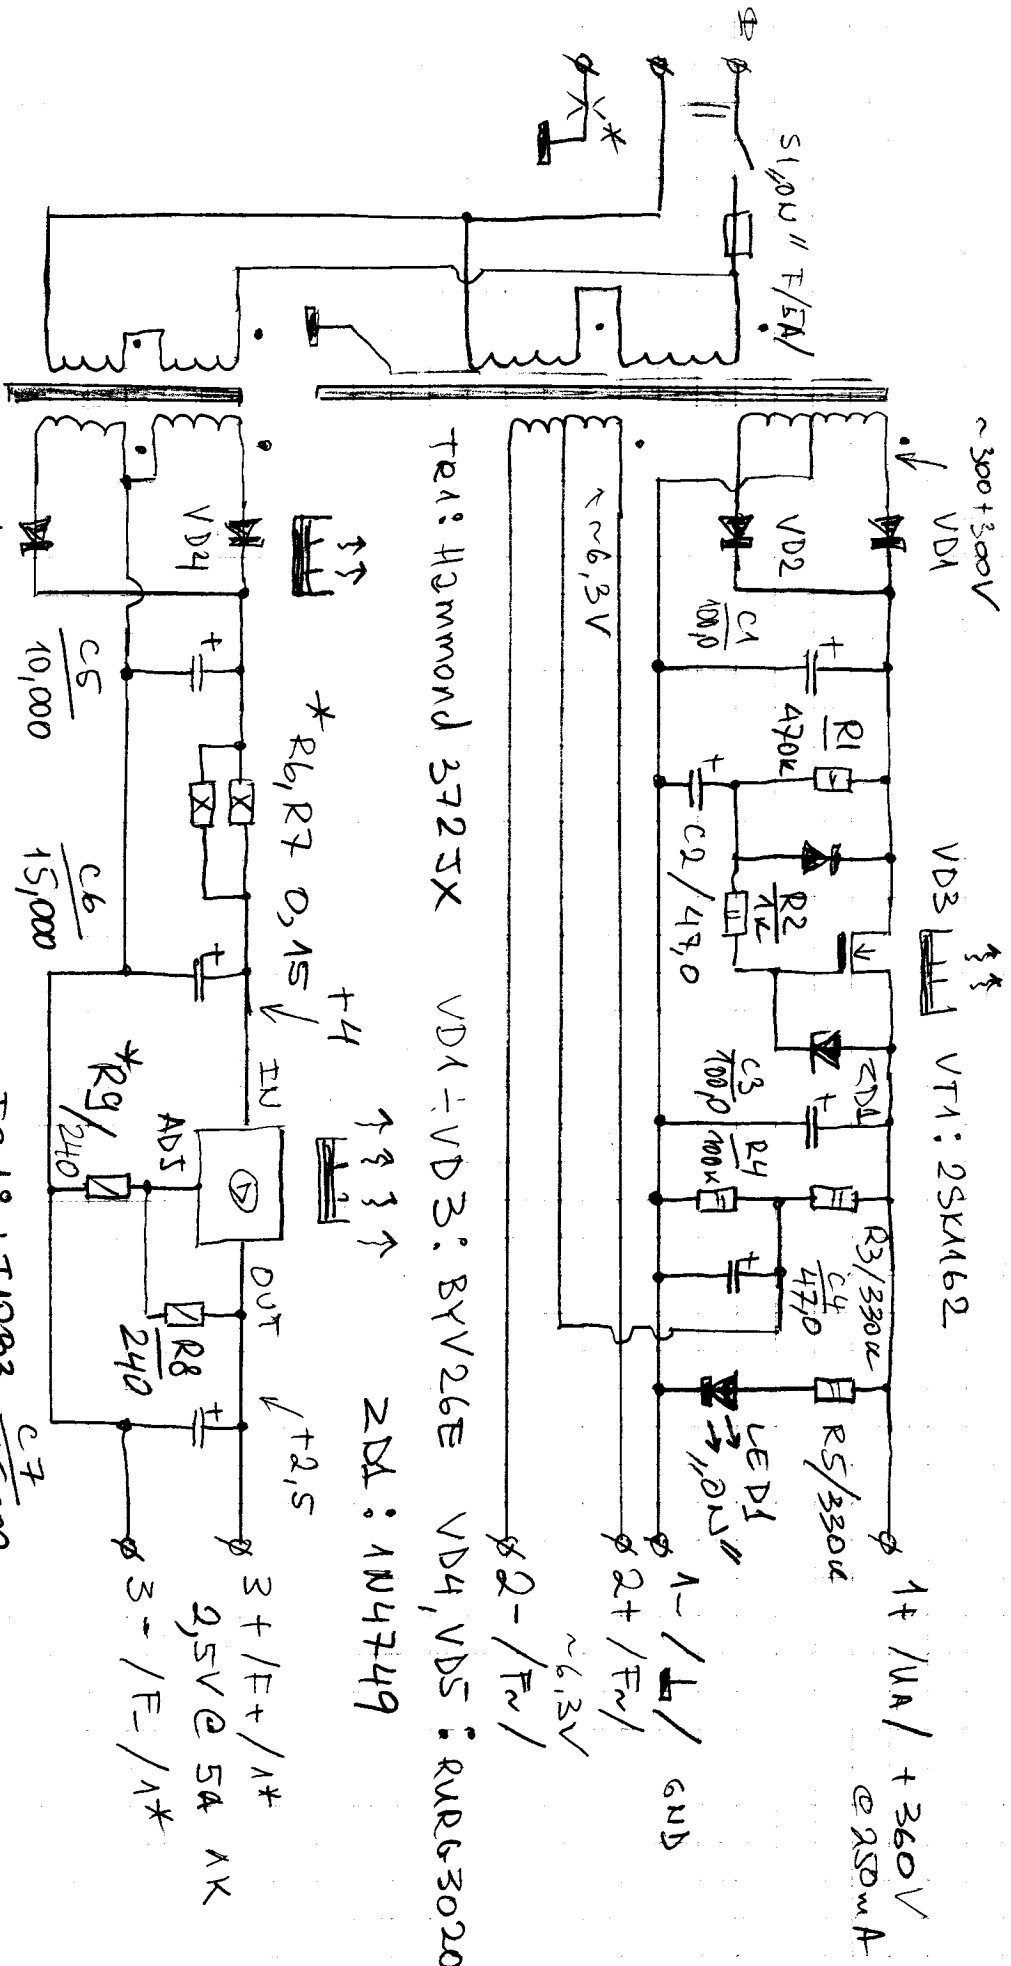 Φ
S1 „ON" T/5A/
*
~300+300V
VD1
VD2
C1
100,0
R1
470K
VD3
VT1: 2SK1162
R2
1K
C2/47,0
ZD1
C3
100,0
R4
100K
R3/330K
C4
47,0
R5/330K
LED1
„ON"
1+ /UA/ +360V
@ 250mA
1- /⊥/ GND
~6,3V
2+ /F~/
~6,3V
2- /F~/
TR1: Hammond 372JX
VD1÷VD3: BYV26E
VD4, VD5: RURG3020
ZD1: 1N4749
VD4
C5
10,000
* R6, R7 0,15
C6
15,000
+4
IN
ADJ
D
OUT
*R9/240
R8
240
+2,5
C7
3+ /F+/1*
2,5V @ 5A 1K
3- /F-/1*